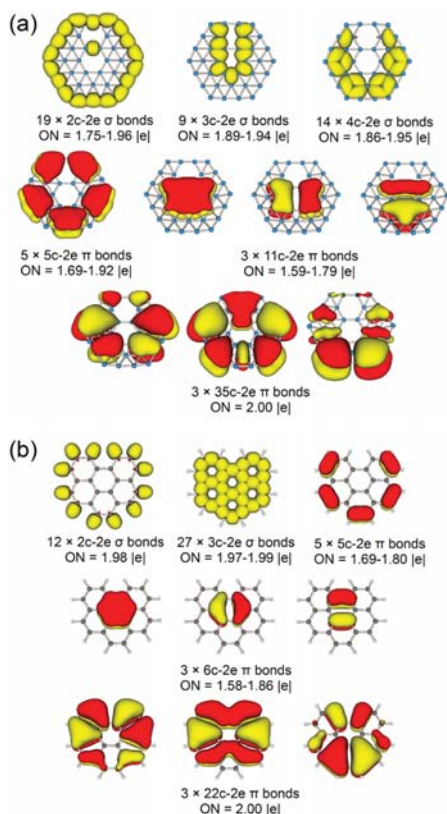 (a)
19 × 2c-2e σ bonds
ON = 1.75-1.96 |e|
9 × 3c-2e σ bonds
ON = 1.89-1.94 |e|
14 × 4c-2e σ bonds
ON = 1.86-1.95 |e|
5 × 5c-2e π bonds
ON = 1.69-1.92 |e|
3 × 11c-2e π bonds
ON = 1.59-1.79 |e|
3 × 35c-2e π bonds
ON = 2.00 |e|
(b)
12 × 2c-2e σ bonds
ON = 1.98 |e|
27 × 3c-2e σ bonds
ON = 1.97-1.99 |e|
5 × 5c-2e π bonds
ON = 1.69-1.80 |e|
3 × 6c-2e π bonds
ON = 1.58-1.86 |e|
3 × 22c-2e π bonds
ON = 2.00 |e|